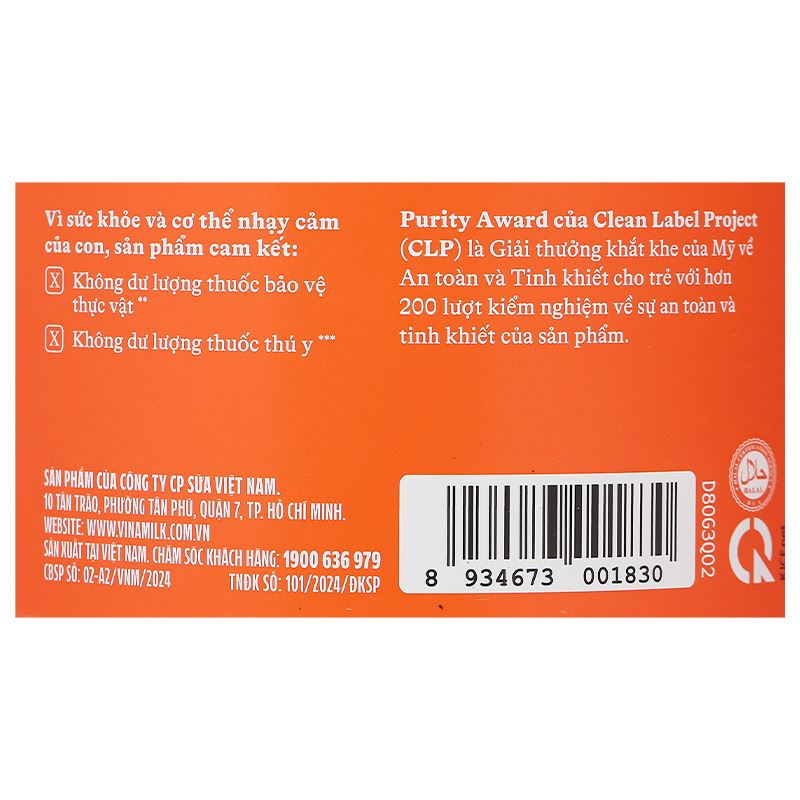 Vì sức khỏe và cơ thể nhạy cảm
của con, sản phẩm cam kết:
X Không dư lượng thuốc bảo vệ
thực vật **
X Không dư lượng thuốc thú y ***
Purity Award của Clean Label Project
(CLP) là Giải thưởng khắt khe của Mỹ về
An toàn và Tinh khiết cho trẻ với hơn
200 lượt kiểm nghiệm về sự an toàn và
tinh khiết của sản phẩm.
SẢN PHẨM CỦA CÔNG TY CP SỮA VIỆT NAM.
10 TÂN TRÀO, PHƯỜNG TÂN PHÚ, QUẬN 7, TP. HỒ CHÍ MINH.
WEBSITE: WWW.VINAMILK.COM.VN
SẢN XUẤT TẠI VIỆT NAM. CHĂM SÓC KHÁCH HÀNG: 1900 636 979
CBSP SỐ: 02-A2/VNM/2024 TNĐK SỐ: 101/2024/ĐKSP
8 934673 001830
D80G3Q02
حلال
HALAL